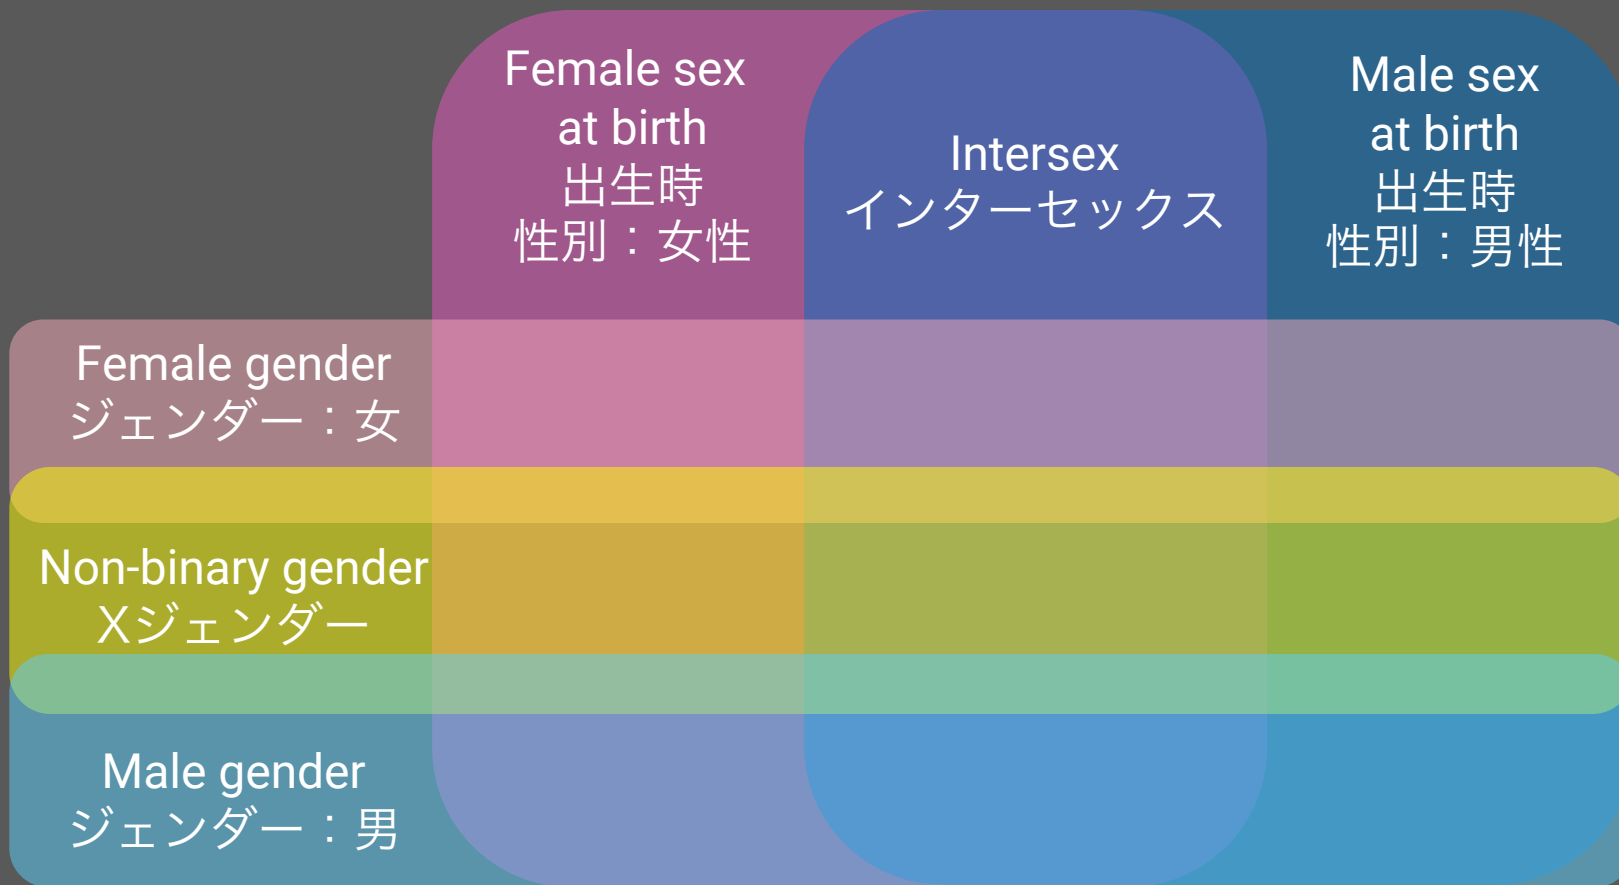 Female sex
at birth
出生時
性別：女性
Intersex
インターセックス
Male sex
at birth
出生時
性別：男性
Female gender
ジェンダー：女
Non-binary gender
Xジェンダー
Male gender
ジェンダー：男